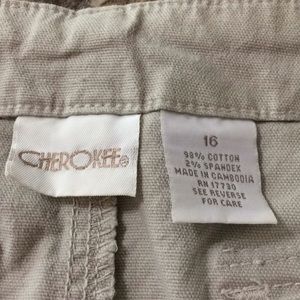 CHEROKEE®
16
98% COTTON
2% SPANDEX
MADE IN CAMBODIA
RN 17730
SEE REVERSE
FOR CARE